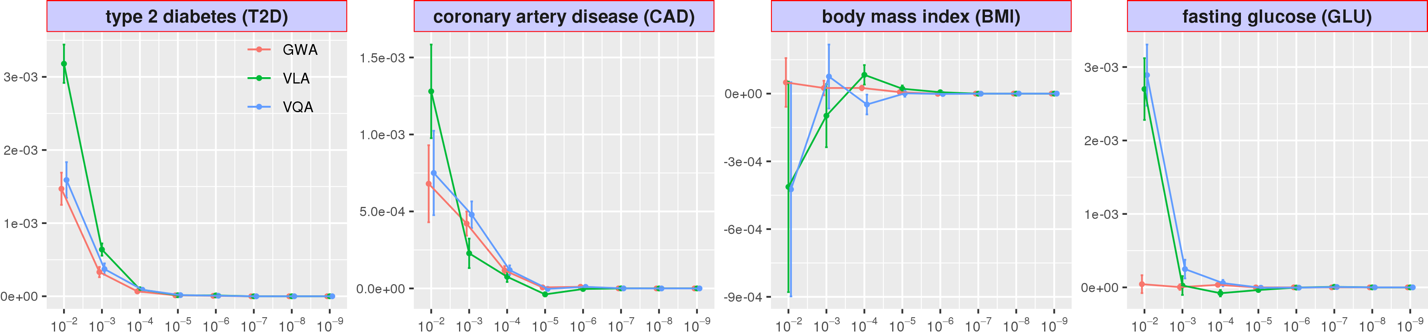 type 2 diabetes (T2D)
GWA
VLA
VQA
3e-03
2e-03
1e-03
0e+00
10⁻² 10⁻³ 10⁻⁴ 10⁻⁵ 10⁻⁶ 10⁻⁷ 10⁻⁸ 10⁻⁹
coronary artery disease (CAD)
1.5e-03
1.0e-03
5.0e-04
0.0e+00
10⁻² 10⁻³ 10⁻⁴ 10⁻⁵ 10⁻⁶ 10⁻⁷ 10⁻⁸ 10⁻⁹
body mass index (BMI)
0e+00
-3e-04
-6e-04
-9e-04
10⁻² 10⁻³ 10⁻⁴ 10⁻⁵ 10⁻⁶ 10⁻⁷ 10⁻⁸ 10⁻⁹
fasting glucose (GLU)
3e-03
2e-03
1e-03
0e+00
10⁻² 10⁻³ 10⁻⁴ 10⁻⁵ 10⁻⁶ 10⁻⁷ 10⁻⁸ 10⁻⁹